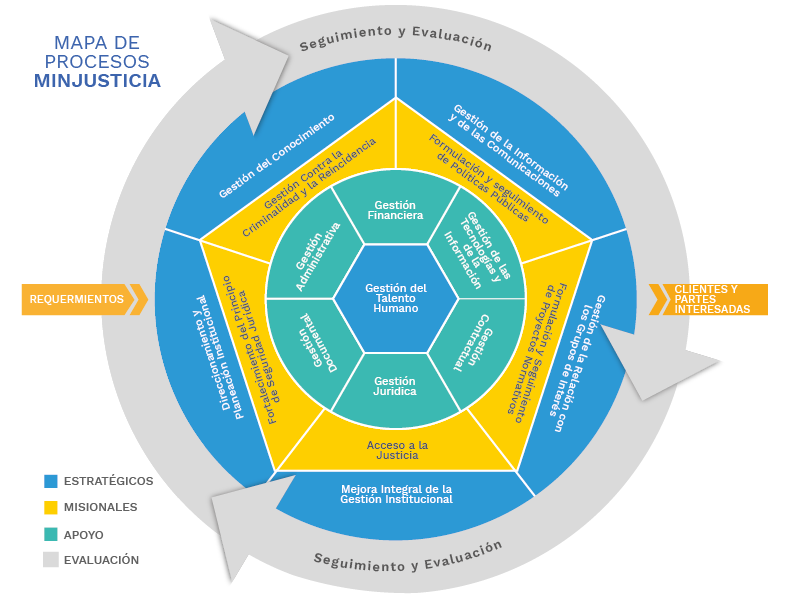 MAPA DE
PROCESOS
MINJUSTICIA
Seguimiento y Evaluación
Gestión del Conocimiento
Gestión de la Información
y de las Comunicaciones
Gestión Contra la
Criminalidad y la Reincidencia
Formulación y seguimiento
de Políticas Públicas
Gestión
Financiera
Gestión
Administrativa
Gestión de las
Tecnologías y
de la
Información
REQUERMIENTOS
Direccionamiento y
Planeación Institucional
Fortalecimiento del Principio
de Seguridad Jurídica
Gestión del
Talento
Humano
Formulación y seguimiento
de Proyectos Normativos
Gestión de la Relación con
los Grupos de Interés
CLIENTES Y
PARTES
INTERESADAS
Gestión
Documental
Gestión
Contractual
Gestión
Jurídica
Acceso a la
Justicia
Mejora Integral de la
Gestión Institucional
Seguimiento y Evaluación
ESTRATÉGICOS
MISIONALES
APOYO
EVALUACIÓN